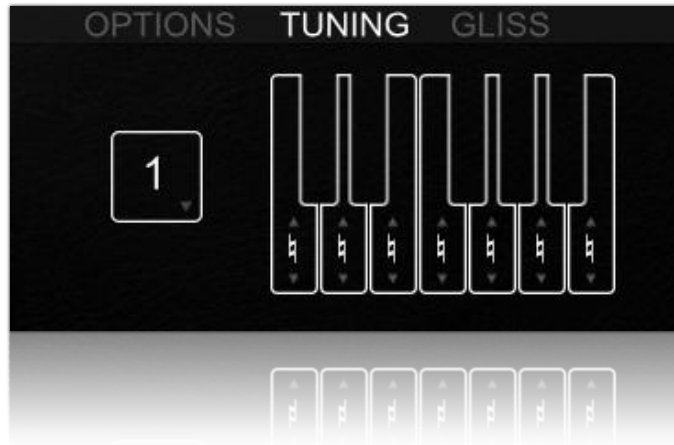 OPTIONS TUNING GLISS
1
♮ ♮ ♮ ♮ ♮ ♮ ♮